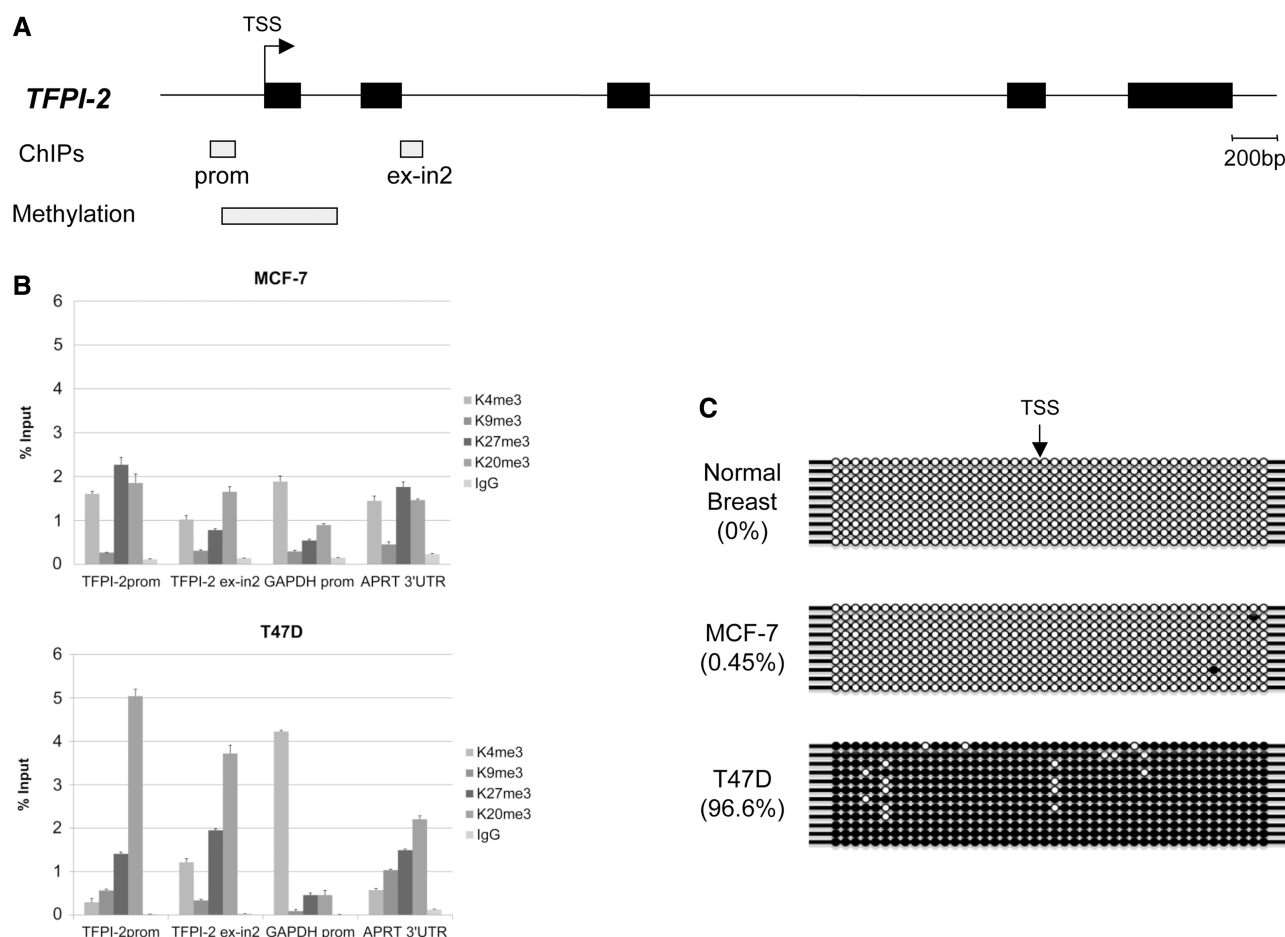 A
TSS
TFPI-2
ChIPs
prom
ex-in2
200bp
Methylation
B
MCF-7
% Input
6
5
4
3
2
1
0
TFPI-2prom
TFPI-2 ex-in2
GAPDH prom
APRT 3'UTR
K4me3
K9me3
K27me3
K20me3
IgG
T47D
% Input
6
5
4
3
2
1
0
TFPI-2prom
TFPI-2 ex-in2
GAPDH prom
APRT 3'UTR
K4me3
K9me3
K27me3
K20me3
IgG
C
TSS
Normal
Breast
(0%)
MCF-7
(0.45%)
T47D
(96.6%)